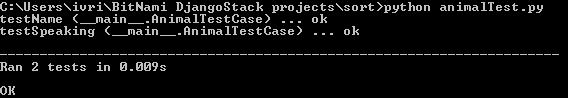 C:\Users\ivri\BitNami DjangoStack projects\sort>python animalTest.py
testName (__main__.AnimalTestCase) ... ok
testSpeaking (__main__.AnimalTestCase) ... ok
----------------------------------------------------------------------
Ran 2 tests in 0.009s
OK